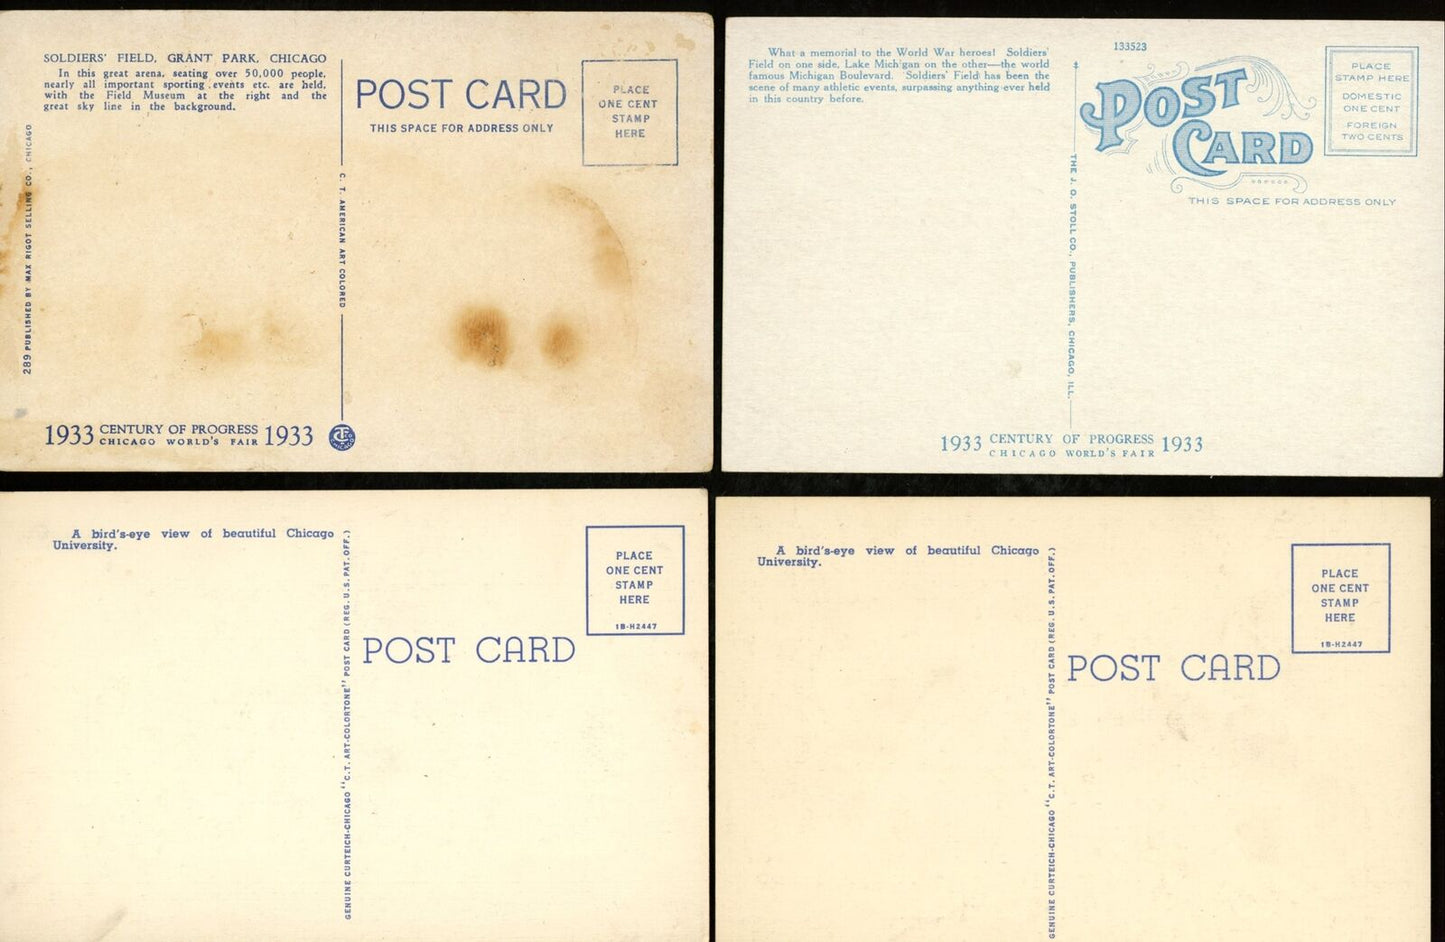 SOLDIERS' FIELD, GRANT PARK, CHICAGO
In this great arena, seating over 50,000 people,
nearly all important sporting events etc. are held,
with the Field Museum at the right and the
great sky line in the background.
289 PUBLISHED BY MAX RIGOT SELLING CO., CHICAGO
C. T. AMERICAN ART COLORED
POST CARD
THIS SPACE FOR ADDRESS ONLY
PLACE
ONE CENT
STAMP
HERE
1933 CENTURY OF PROGRESS 1933
CHICAGO WORLD'S FAIR
What a memorial to the World War heroes! Soldiers'
Field on one side, Lake Mich'gan on the other—the world
famous Michigan Boulevard. Soldiers' Field has been the
scene of many athletic events, surpassing anything ever held
in this country before.
133523
THE J. O. STOLL CO., PUBLISHERS, CHICAGO, ILL.
POST
CARD
THIS SPACE FOR ADDRESS ONLY
PLACE
STAMP HERE
DOMESTIC
ONE CENT
FOREIGN
TWO CENTS
1933 CENTURY OF PROGRESS 1933
CHICAGO WORLD'S FAIR
A bird's-eye view of beautiful Chicago
University.
GENUINE CURTEICH-CHICAGO "C.T. ART-COLORTONE" POST CARD (REG. U.S. PAT. OFF.)
POST CARD
PLACE
ONE CENT
STAMP
HERE
1B-H2447
A bird's-eye view of beautiful Chicago
University.
GENUINE CURTEICH-CHICAGO "C.T. ART-COLORTONE" POST CARD (REG. U.S. PAT. OFF.)
POST CARD
PLACE
ONE CENT
STAMP
HERE
1B-H2447